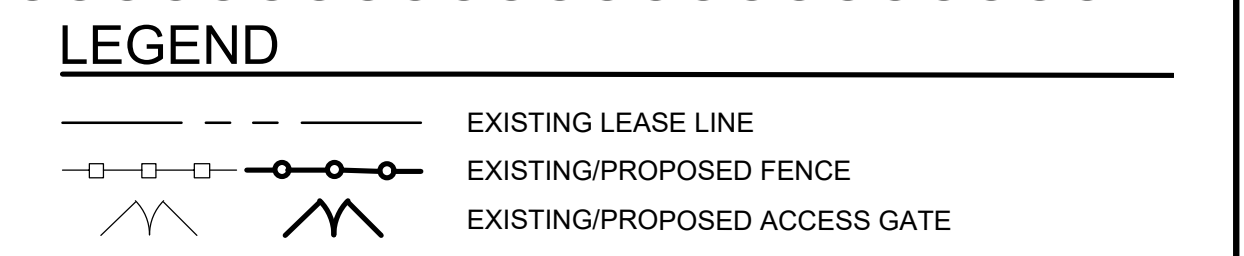 LEGEND
EXISTING LEASE LINE
EXISTING/PROPOSED FENCE
EXISTING/PROPOSED ACCESS GATE